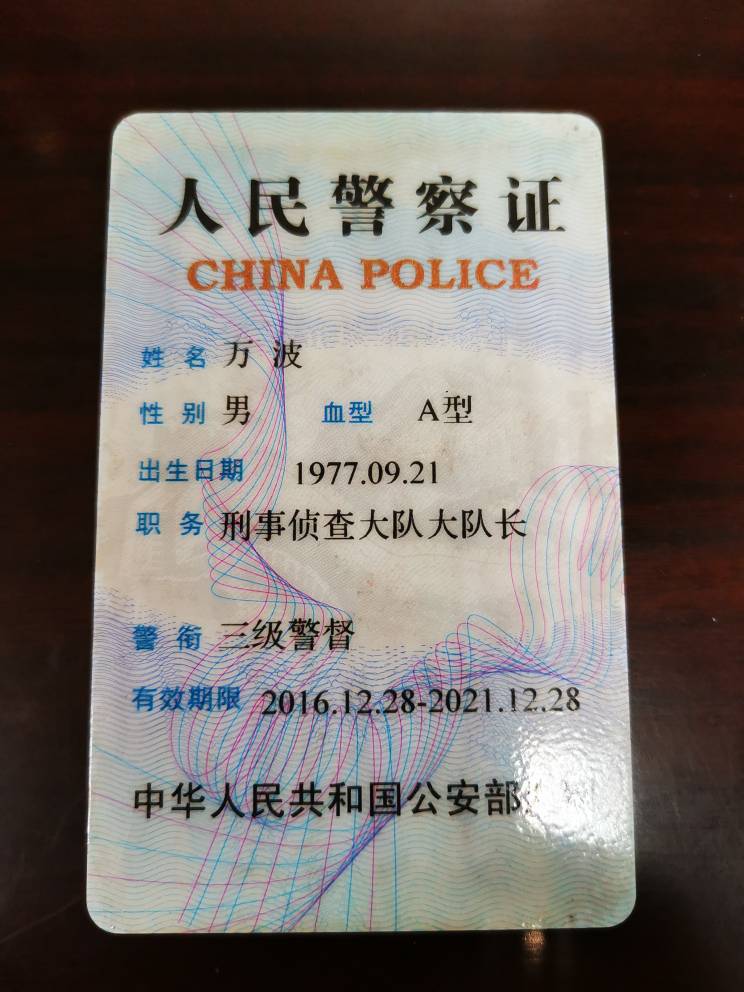 人民警察证
CHINA POLICE
姓 名 万 波
性 别 男 血型 A型
出生日期 1977.09.21
职 务 刑事侦查大队大队长
警 衔 三级警督
有效期限 2016.12.28-2021.12.28
中华人民共和国公安部